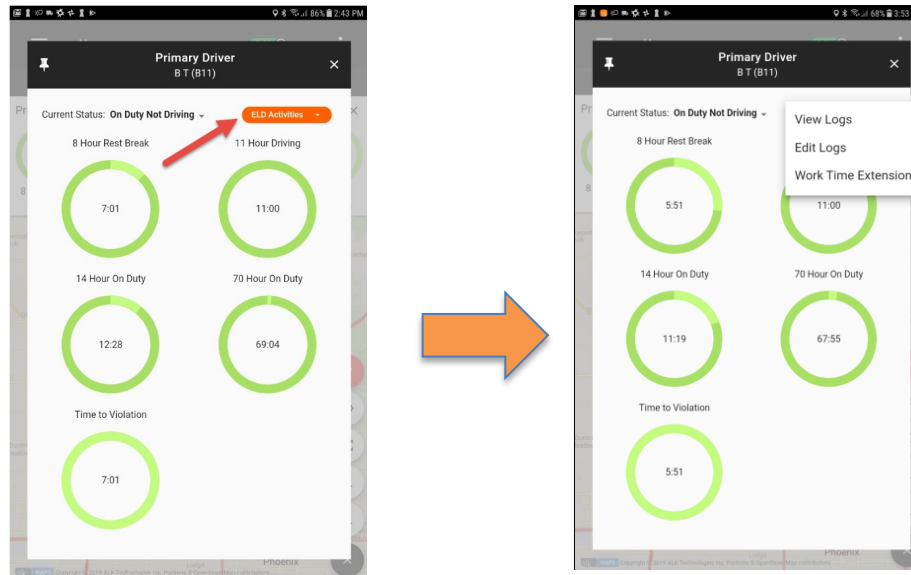 86% 2:43 PM
Primary Driver
B T (B11)
Current Status: On Duty Not Driving
ELD Activities
8 Hour Rest Break
11 Hour Driving
7:01
11:00
14 Hour On Duty
70 Hour On Duty
12:28
69:04
Time to Violation
7:01
Phoenix
68% 3:53
Primary Driver
B T (B11)
Current Status: On Duty Not Driving
View Logs
Edit Logs
Work Time Extension
8 Hour Rest Break
5:51
11:00
14 Hour On Duty
70 Hour On Duty
11:19
67:55
Time to Violation
5:51
Phoenix